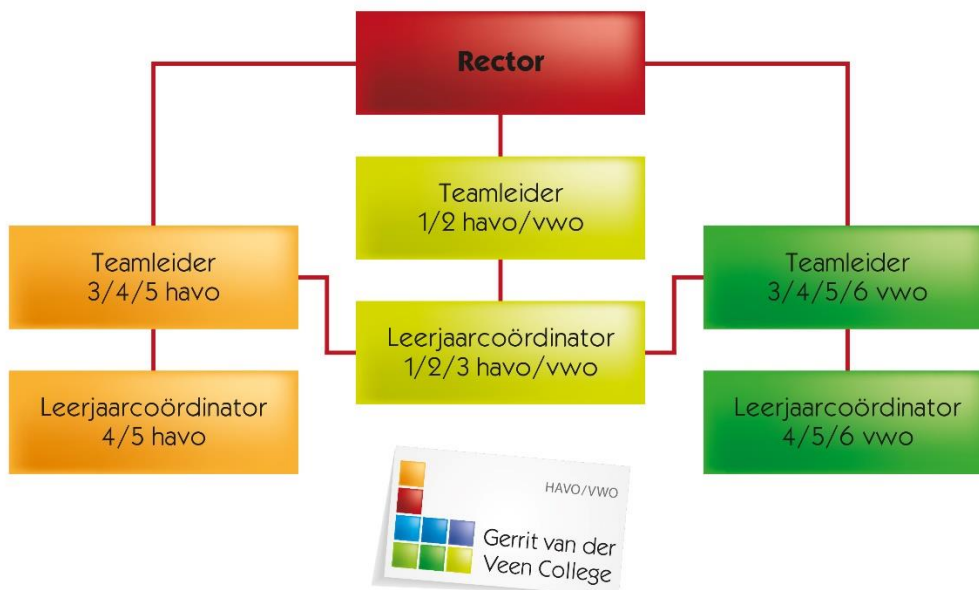 Rector
Teamleider
1/2 havo/vwo
Teamleider
3/4/5 havo
Teamleider
3/4/5/6 vwo
Leerjaarcoördinator
1/2/3 havo/vwo
Leerjaarcoördinator
4/5 havo
Leerjaarcoördinator
4/5/6 vwo
HAVO/VWO
Gerrit van der
Veen College